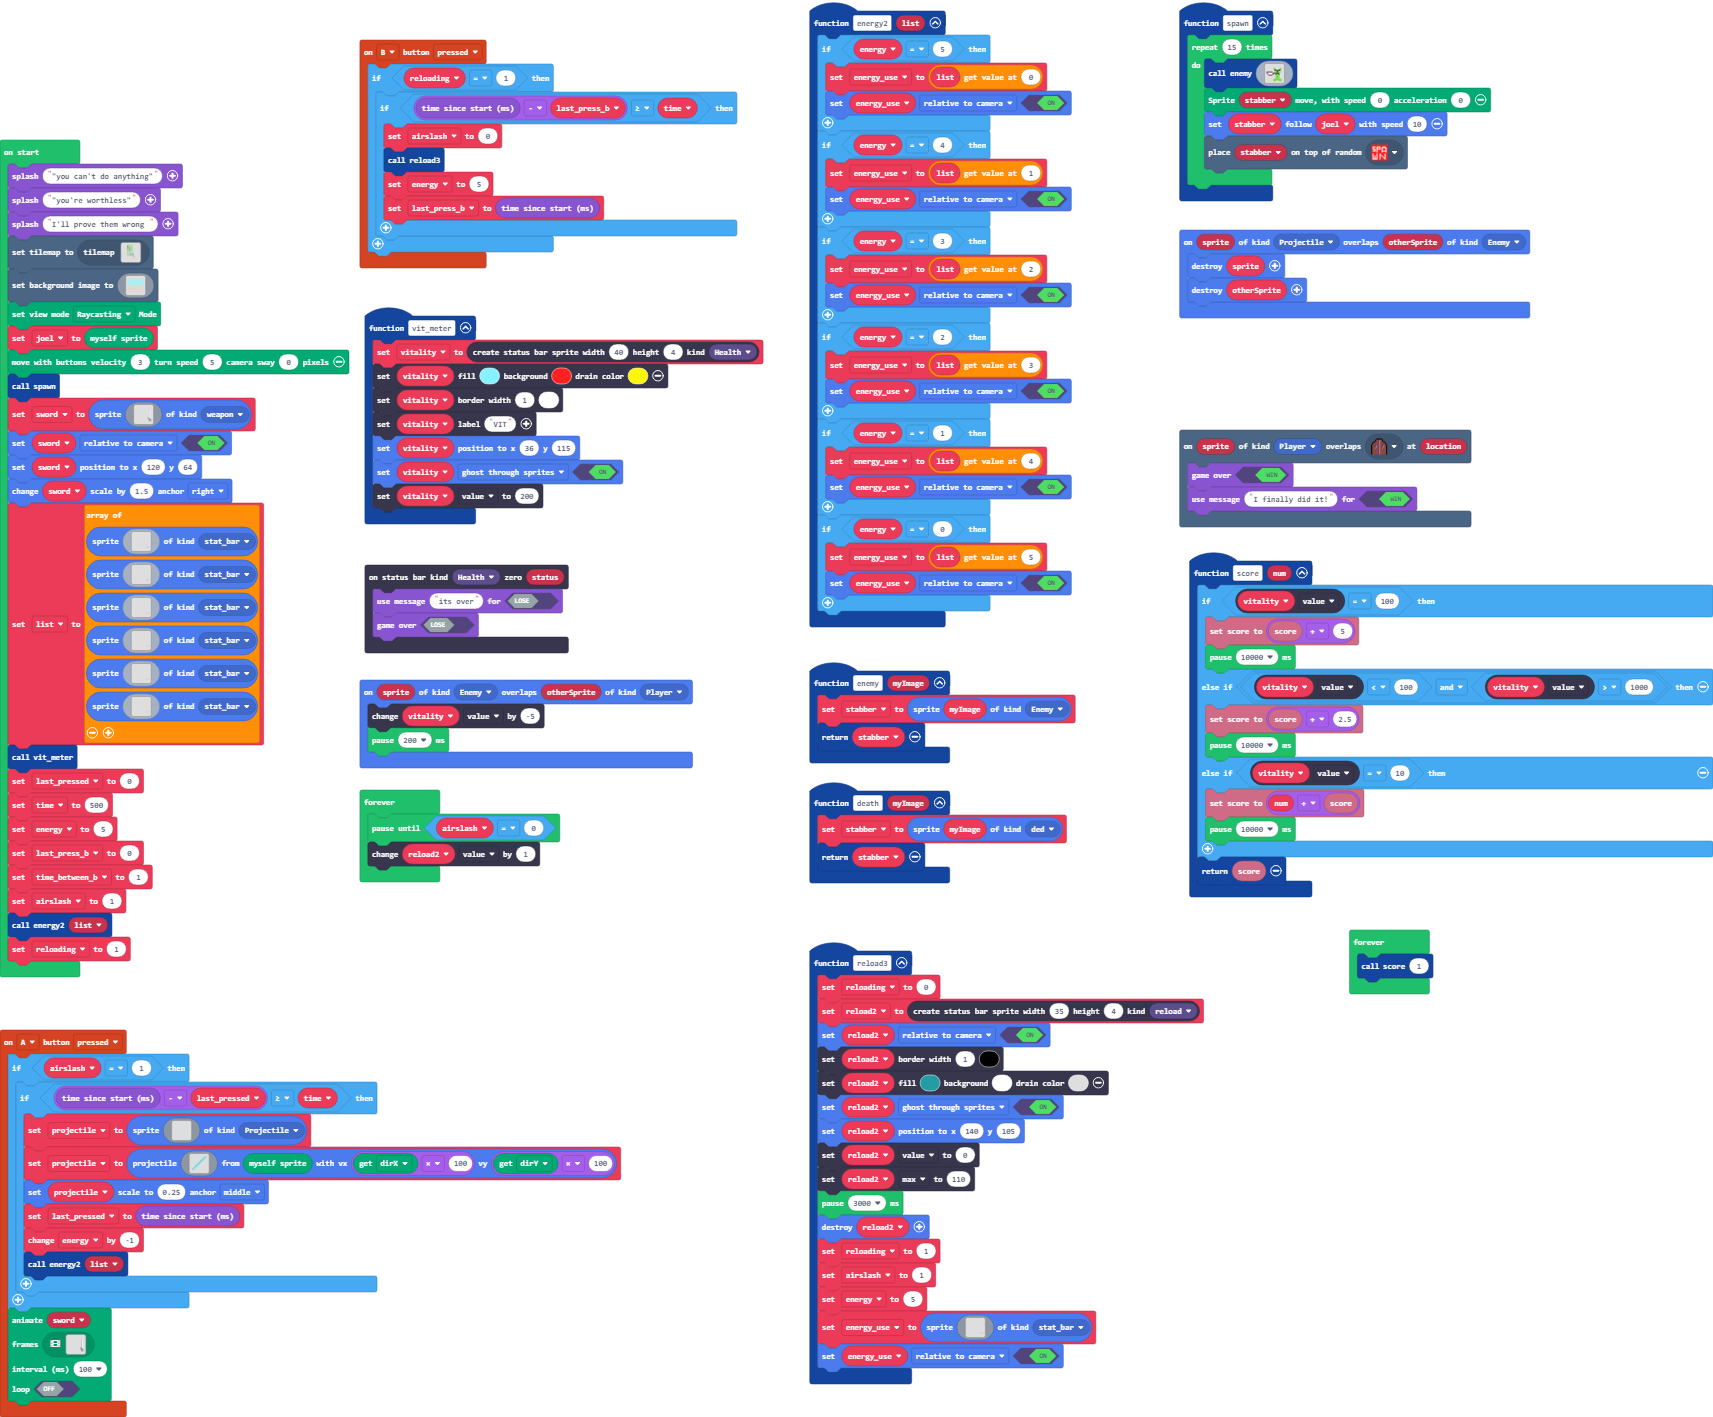 on start
splash "you can't do anything"
splash "you're worthless"
splash "I'll prove them wrong"
set tilemap to tilemap
set background image to
set view mode Raycasting Mode
set joel to myself sprite
move with buttons velocity 3 turn speed 5 camera sway 0 pixels
call spawn
set sword to sprite of kind weapon
set sword relative to camera ON
set sword position to x 120 y 64
change sword scale by 1.5 anchor right
set list to array of
sprite of kind stat_bar
sprite of kind stat_bar
sprite of kind stat_bar
sprite of kind stat_bar
sprite of kind stat_bar
sprite of kind stat_bar
call vit_meter
set last_pressed to 0
set time to 500
set energy to 5
set last_press_b to 0
set time_between_b to 1
set airslash to 1
call energy2 list
set reloading to 1
on A button pressed
if airslash = 1 then
if time since start (ms) - last_pressed ≥ time then
set projectile to sprite of kind Projectile
set projectile to projectile from myself sprite with vx get dirX × 100 vy get dirY × 100
set projectile scale to 0.25 anchor middle
set last_pressed to time since start (ms)
change energy by -1
call energy2 list
animate sword
frames
interval (ms) 100
loop OFF
on B button pressed
if reloading = 1 then
if time since start (ms) - last_press_b ≥ time then
set airslash to 0
call reload3
set energy to 5
set last_press_b to time since start (ms)
function vit_meter
set vitality to create status bar sprite width 40 height 4 kind Health
set vitality fill background drain color
set vitality border width 1
set vitality label "VIT"
set vitality position to x 36 y 115
set vitality ghost through sprites ON
set vitality value to 200
on status bar kind Health zero status
use message "its over" for LOSE
game over LOSE
on sprite of kind Enemy overlaps otherSprite of kind Player
change vitality value by -5
pause 200 ms
forever
pause until airslash = 0
change reload2 value by 1
function energy2 list
if energy = 5 then
set energy_use to list get value at 0
set energy_use relative to camera ON
if energy = 4 then
set energy_use to list get value at 1
set energy_use relative to camera ON
if energy = 3 then
set energy_use to list get value at 2
set energy_use relative to camera ON
if energy = 2 then
set energy_use to list get value at 3
set energy_use relative to camera ON
if energy = 1 then
set energy_use to list get value at 4
set energy_use relative to camera ON
if energy = 0 then
set energy_use to list get value at 5
set energy_use relative to camera ON
function enemy myImage
set stabber to sprite myImage of kind Enemy
return stabber
function death myImage
set stabber to sprite myImage of kind ded
return stabber
function reload3
set reloading to 0
set reload2 to create status bar sprite width 35 height 4 kind reload
set reload2 relative to camera ON
set reload2 border width 1
set reload2 fill background drain color
set reload2 ghost through sprites ON
set reload2 position to x 140 y 105
set reload2 value to 0
set reload2 max to 110
pause 3000 ms
destroy reload2
set reloading to 1
set airslash to 1
set energy to 5
set energy_use to sprite of kind stat_bar
set energy_use relative to camera ON
function spawn
repeat 15 times
do call enemy
Sprite stabber move, with speed 0 acceleration 0
set stabber follow joel with speed 10
place stabber on top of random SPAWN
on sprite of kind Projectile overlaps otherSprite of kind Enemy
destroy sprite
destroy otherSprite
on sprite of kind Player overlaps at location
game over WIN
use message "I finally did it!" for WIN
function score num
if vitality value = 100 then
set score to score + 5
pause 10000 ms
else if vitality value < 100 and vitality value > 1000 then
set score to score + 2.5
pause 10000 ms
else if vitality value = 10 then
set score to num + score
pause 10000 ms
return score
forever
call score 1